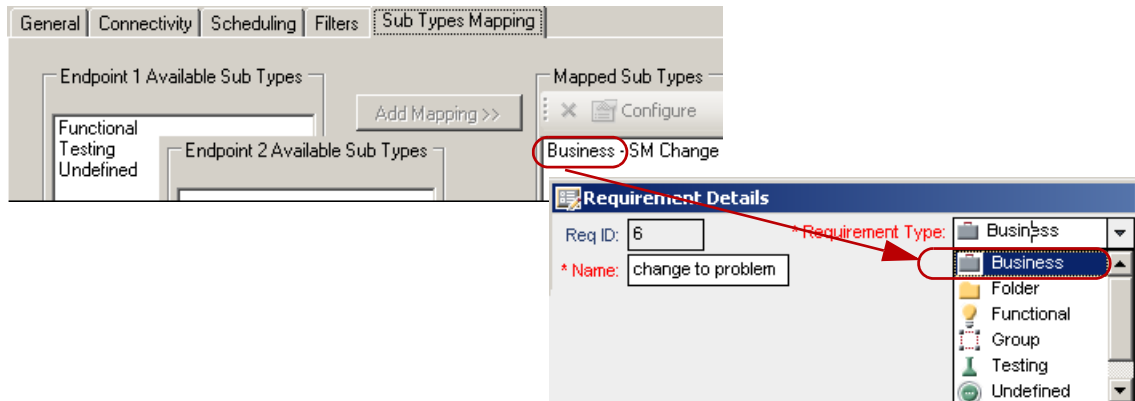 General Connectivity Scheduling Filters Sub Types Mapping
Endpoint 1 Available Sub Types
Functional
Testing
Undefined
Add Mapping >>
Endpoint 2 Available Sub Types
Mapped Sub Types
Configure
Business - SM Change
Requirement Details
Req ID: 6
* Requirement Type: Business
* Name: change to problem
Business
Folder
Functional
Group
Testing
Undefined